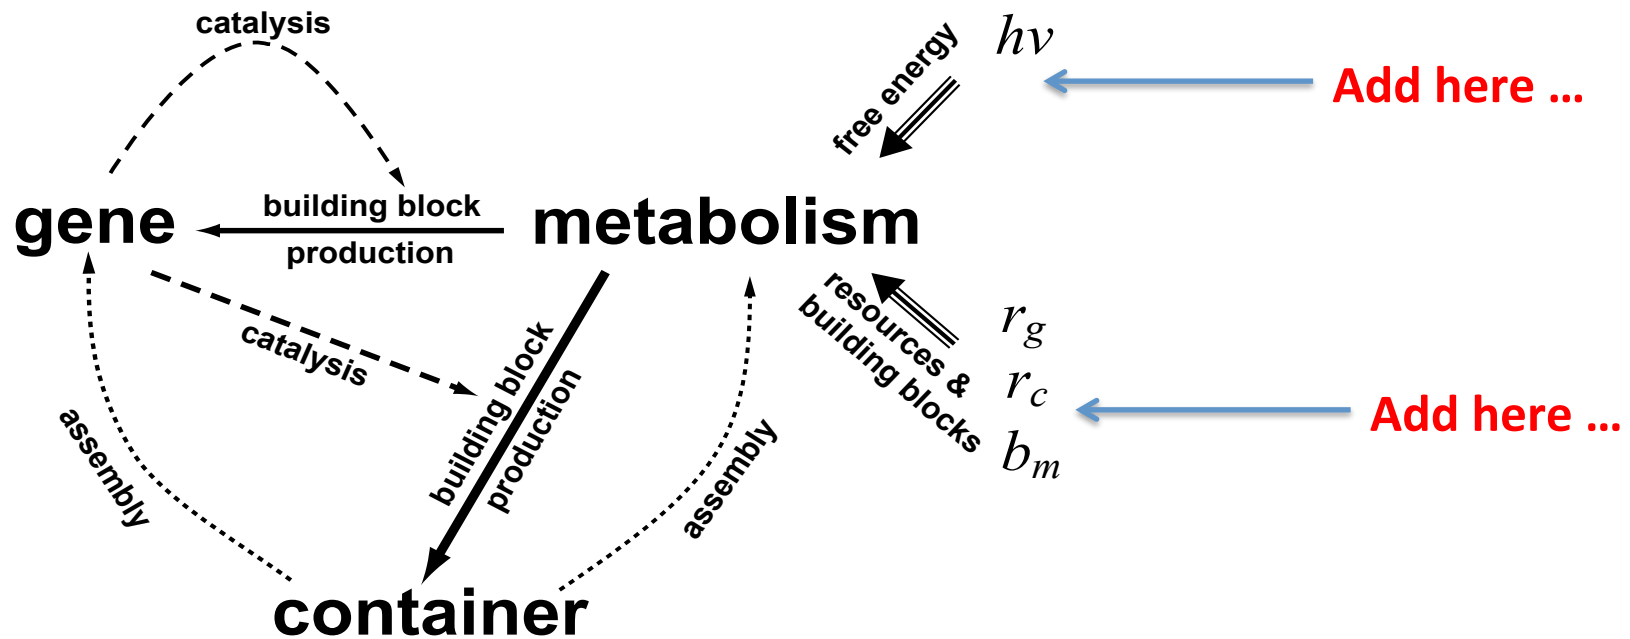 catalysis
free energy
hν
Add here ...
gene
building block
production
metabolism
catalysis
building block
production
resources &
building blocks
r_g
r_c
b_m
Add here ...
assembly
assembly
container